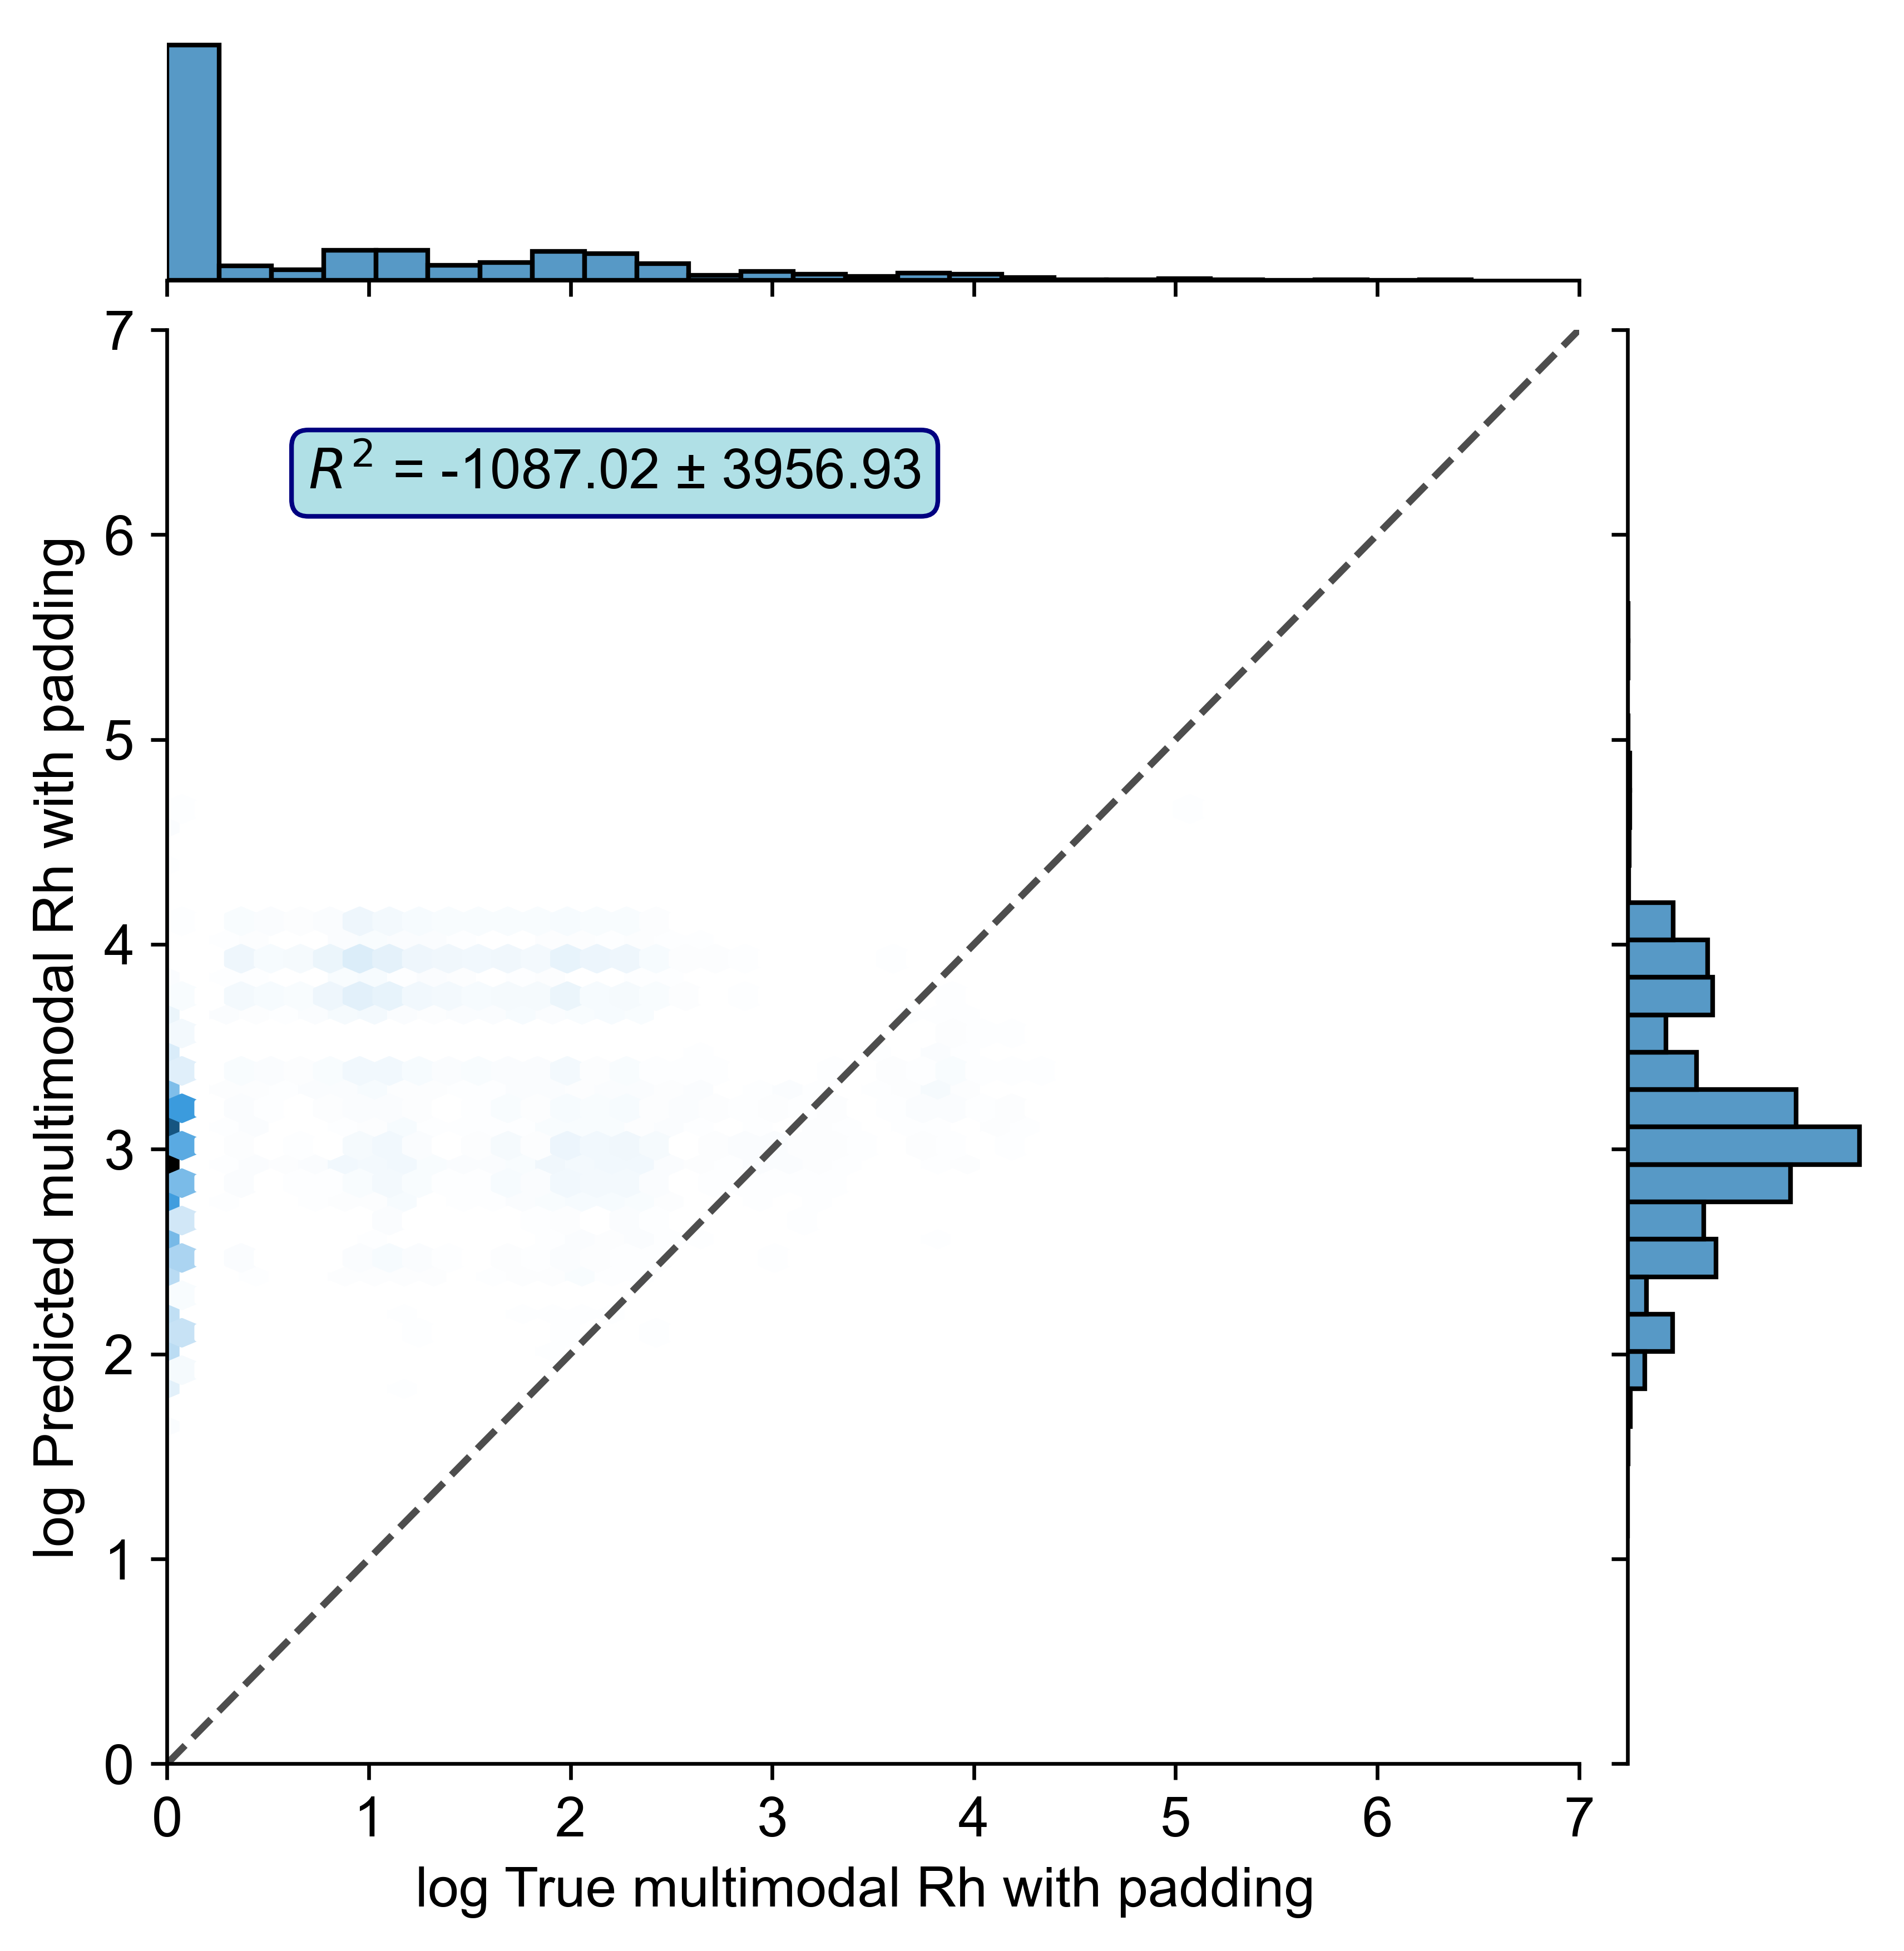 7
R² = -1087.02 ± 3956.93
6
5
4
3
2
1
0
log Predicted multimodal Rh with padding
0 1 2 3 4 5 6 7
log True multimodal Rh with padding